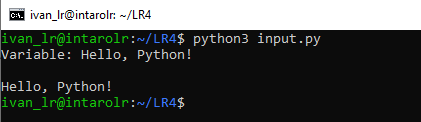 ivan_lr@intarolr: ~/LR4
ivan_lr@intarolr:~/LR4$ python3 input.py
Variable: Hello, Python!
Hello, Python!
ivan_lr@intarolr:~/LR4$